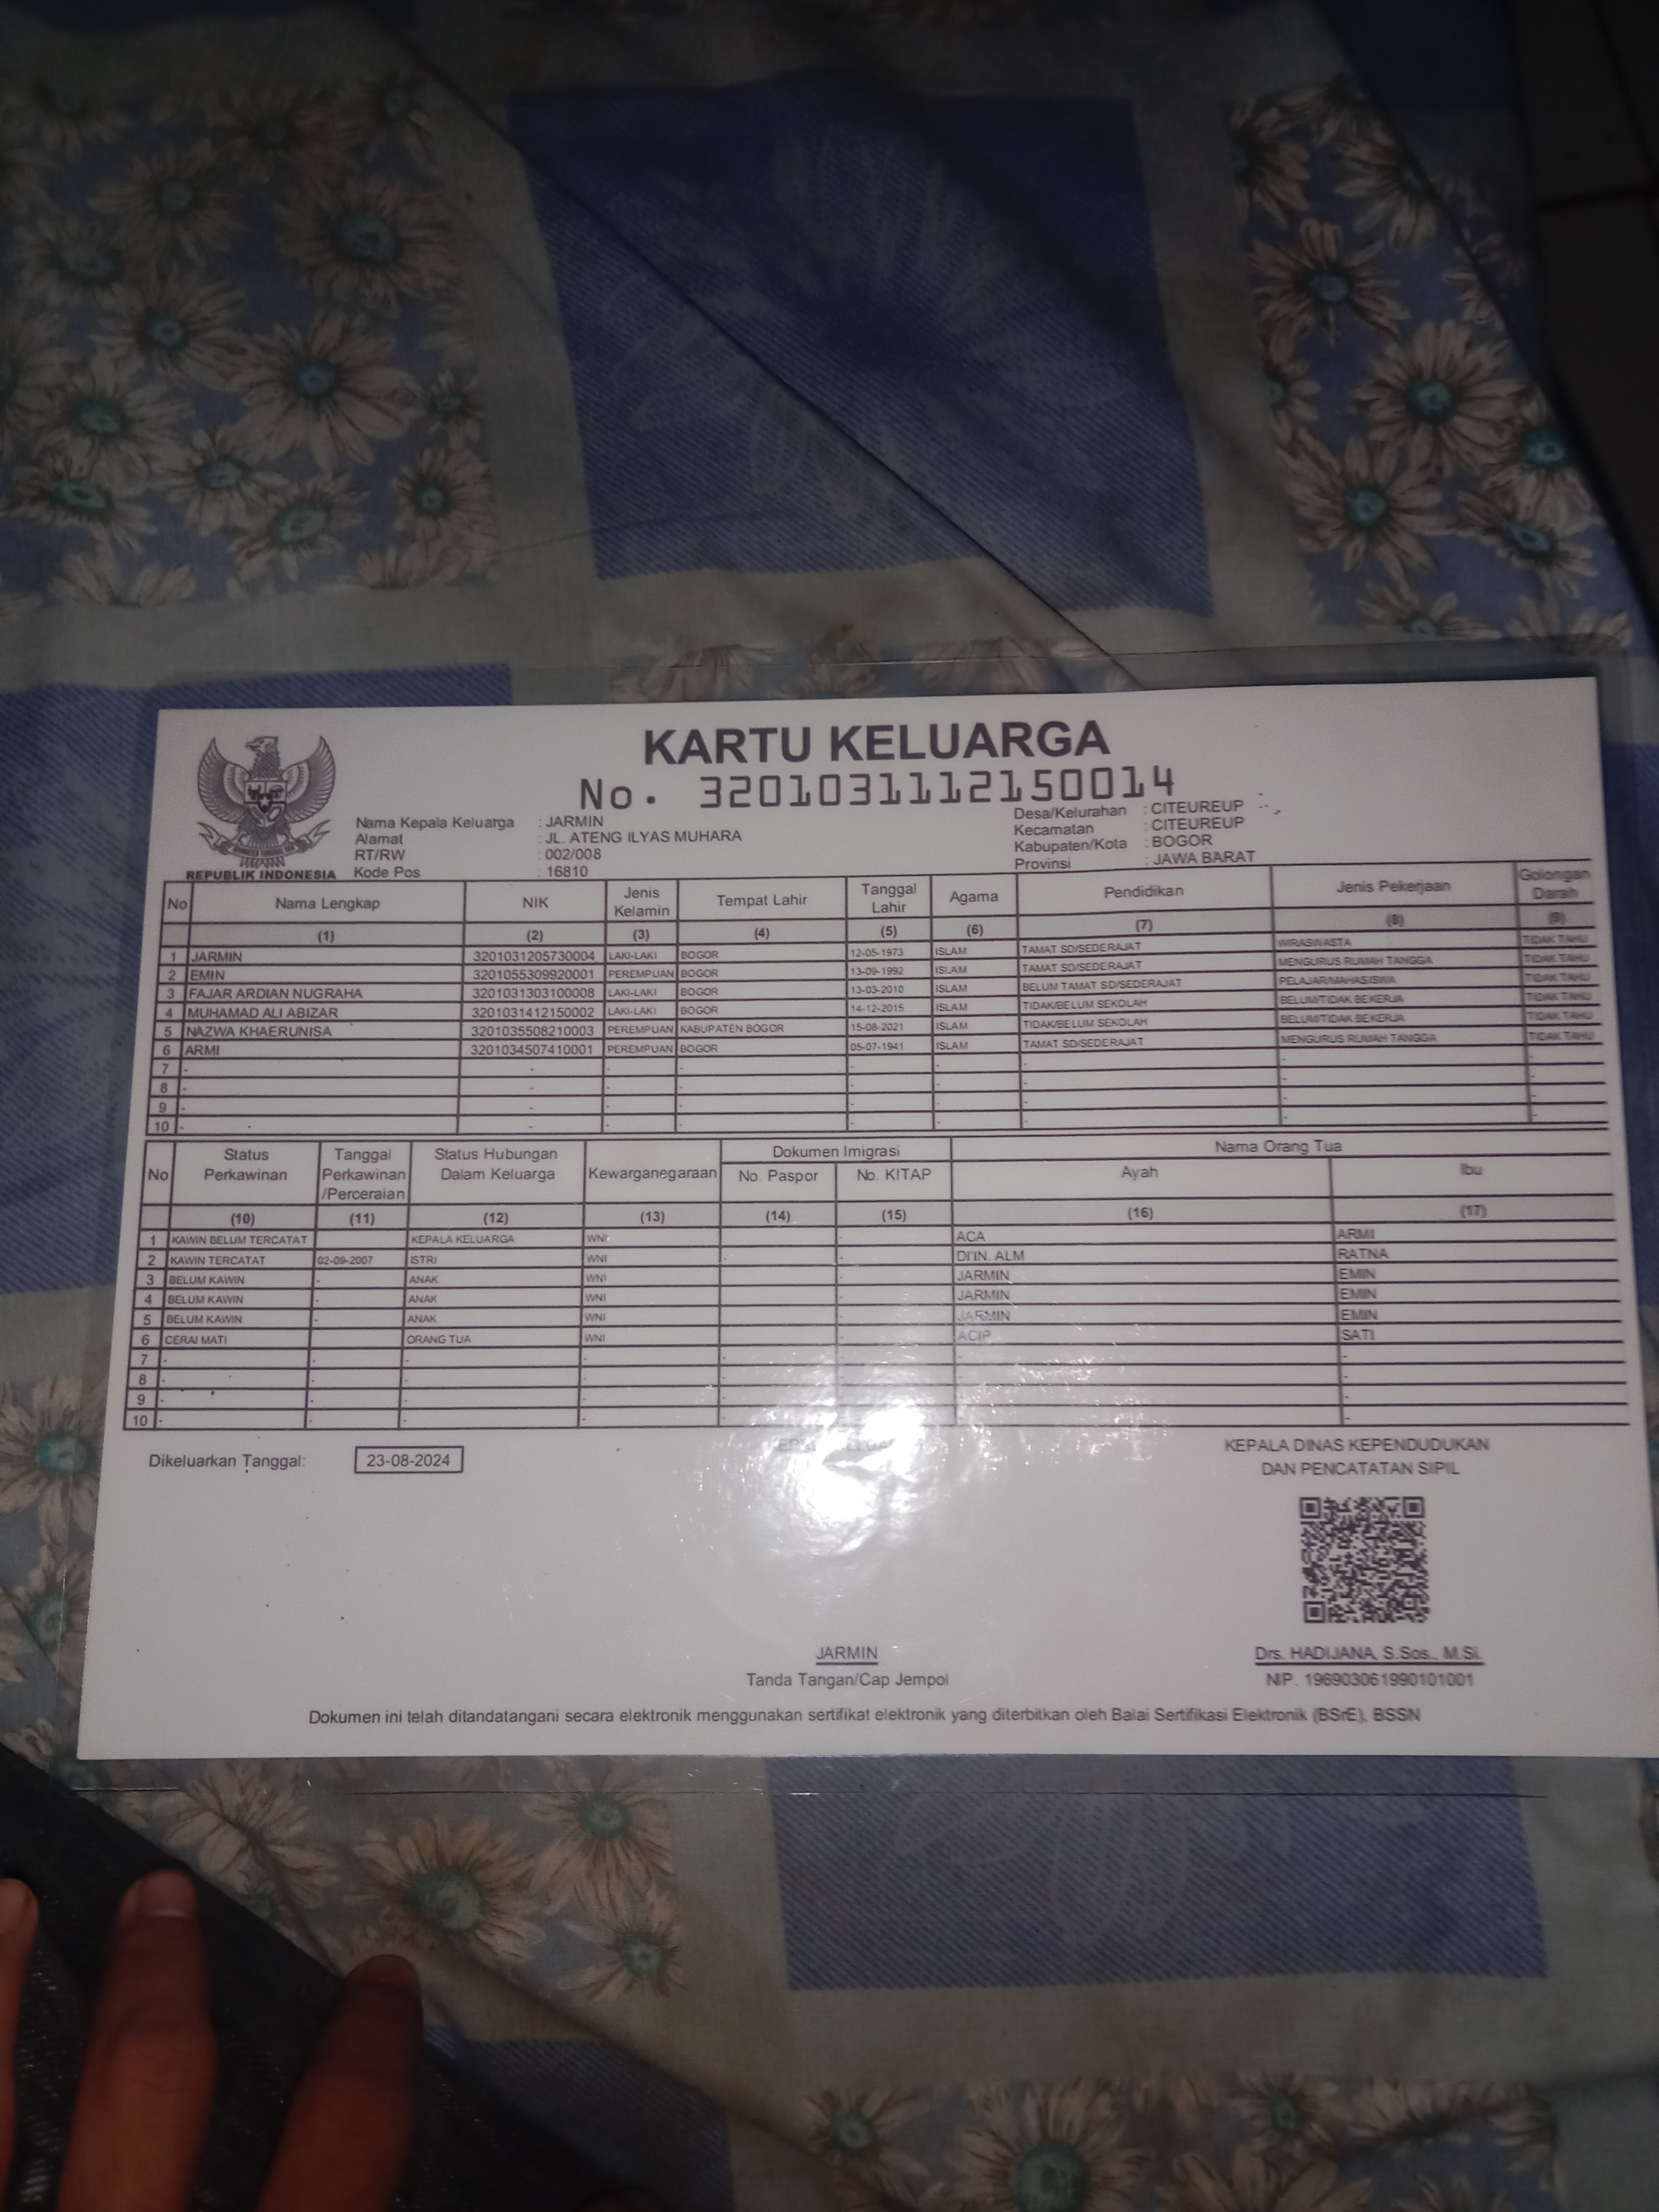 KARTU KELUARGA
No. 3201031112150014
Nama Kepala Keluarga : JARMIN
Alamat : JL. ATENG ILYAS MUHARA
RT/RW : 002/008
Kode Pos : 16810
Desa/Kelurahan : CITEUREUP
Kecamatan : CITEUREUP
Kabupaten/Kota : BOGOR
Provinsi : JAWA BARAT
REPUBLIK INDONESIA
No Nama Lengkap NIK Jenis Kelamin Tempat Lahir Tanggal Lahir Agama Pendidikan Jenis Pekerjaan Golongan Darah
(1) (2) (3) (4) (5) (6) (7) (8) (9)
1 JARMIN 3201031205730004 LAKI-LAKI BOGOR 12-05-1973 ISLAM TAMAT SD/SEDERAJAT WIRASWASTA TIDAK TAHU
2 EMIN 3201055309920001 PEREMPUAN BOGOR 13-09-1992 ISLAM TAMAT SD/SEDERAJAT MENGURUS RUMAH TANGGA TIDAK TAHU
3 FAJAR ARDIAN NUGRAHA 3201031303100008 LAKI-LAKI BOGOR 13-03-2010 ISLAM BELUM TAMAT SD/SEDERAJAT PELAJAR/MAHASISWA TIDAK TAHU
4 MUHAMAD ALI ABIZAR 3201031412150002 LAKI-LAKI BOGOR 14-12-2015 ISLAM TIDAK/BELUM SEKOLAH BELUM/TIDAK BEKERJA TIDAK TAHU
5 NAZWA KHAERUNISA 3201035508210003 PEREMPUAN KABUPATEN BOGOR 15-08-2021 ISLAM TIDAK/BELUM SEKOLAH BELUM/TIDAK BEKERJA TIDAK TAHU
6 ARMI 3201034507410001 PEREMPUAN BOGOR 05-07-1941 ISLAM TAMAT SD/SEDERAJAT MENGURUS RUMAH TANGGA TIDAK TAHU
7 - - - - - - - - -
8 - - - - - - - - -
9 - - - - - - - - -
10 - - - - - - - - -
No Status Perkawinan Tanggal Perkawinan /Perceraian Status Hubungan Dalam Keluarga Kewarganegaraan Dokumen Imigrasi Nama Orang Tua
No. Paspor No. KITAP Ayah Ibu
(10) (11) (12) (13) (14) (15) (16) (17)
1 KAWIN BELUM TERCATAT KEPALA KELUARGA WNI - ACA ARMI
2 KAWIN TERCATAT 02-09-2007 ISTRI WNI - - DI'IN. ALM RATNA
3 BELUM KAWIN - ANAK WNI - JARMIN EMIN
4 BELUM KAWIN - ANAK WNI - JARMIN EMIN
5 BELUM KAWIN - ANAK WNI - JARMIN EMIN
6 CERAI MATI ORANG TUA WNI - ACIP SATI
7 - - - - - - - -
8 - - - - - - - -
9 - - - - - - - -
10 - - - - - - - -
Dikeluarkan Tanggal: 23-08-2024
KEPALA DINAS KEPENDUDUKAN
DAN PENCATATAN SIPIL
JARMIN
Tanda Tangan/Cap Jempol
Drs. HADIJANA, S.Sos., M.Si.
NIP. 196903061990101001
Dokumen ini telah ditandatangani secara elektronik menggunakan sertifikat elektronik yang diterbitkan oleh Balai Sertifikasi Elektronik (BSrE), BSSN